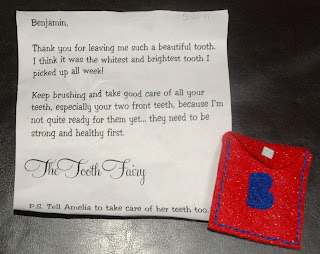 Benjamin,
Thank you for leaving me such a beautiful tooth.
I think it was the whitest and brightest tooth I
picked up all week!
Keep brushing and take good care of all your
teeth, especially your two front teeth, because I'm
not quite ready for them yet... they need to be
strong and healthy first.
The Tooth Fairy
P.S. Tell Amelia to take care of her teeth too.
B